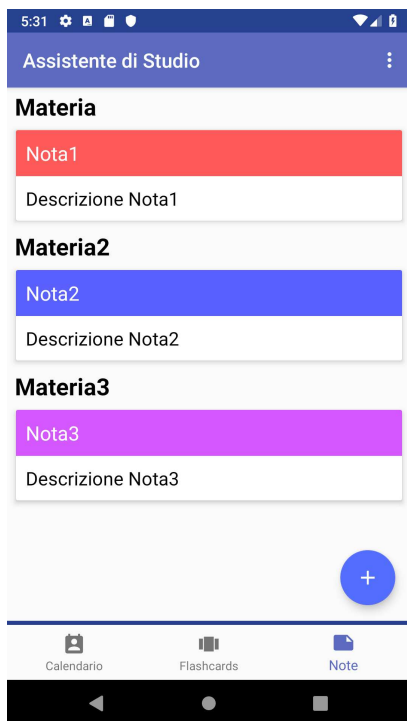 5:31
Assistente di Studio
Materia
Nota1
Descrizione Nota1
Materia2
Nota2
Descrizione Nota2
Materia3
Nota3
Descrizione Nota3
+
Calendario Flashcards Note